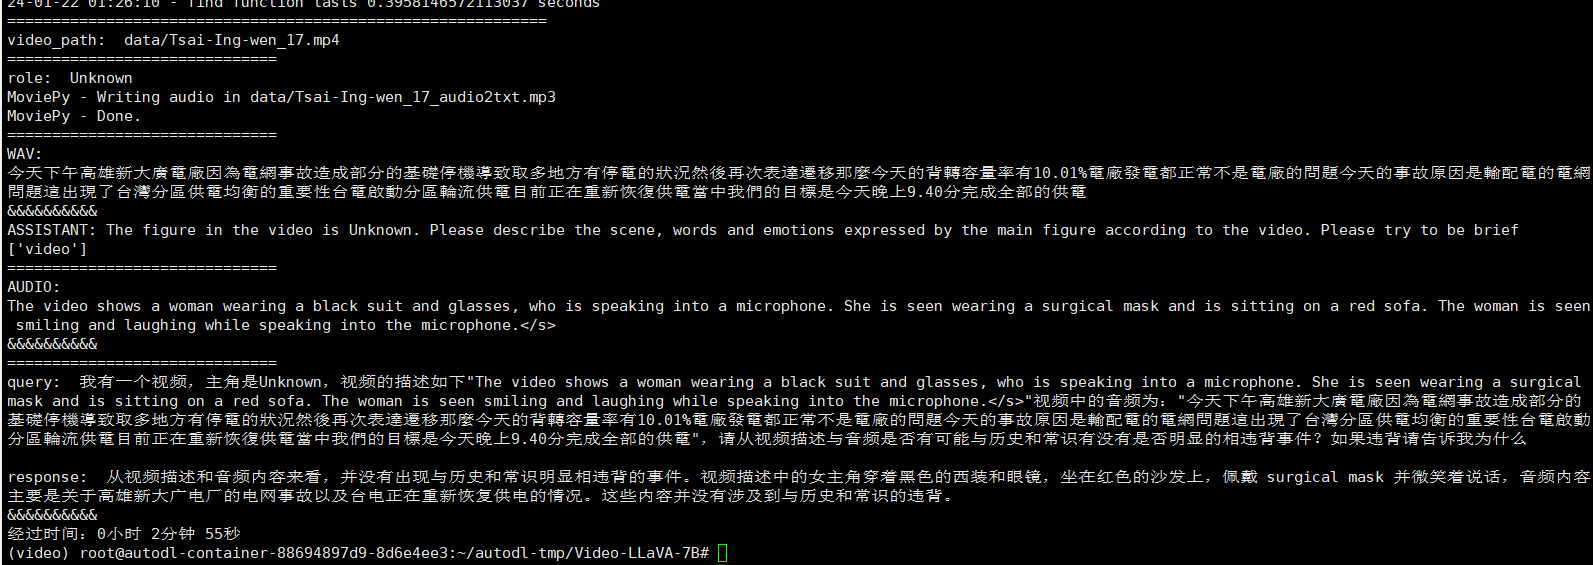 24-01-22 01:26:10 - find function lasts 0.3958146572113037 seconds
============================================================
video_path:  data/Tsai-Ing-wen_17.mp4
==============================
role:  Unknown
MoviePy - Writing audio in data/Tsai-Ing-wen_17_audio2txt.mp3
MoviePy - Done.
==============================
WAV:
今天下午高雄新大廣電廠因為電網事故造成部分的基礎停機導致取多地方有停電的狀況然後再次表達遷移那麼今天的背轉容量率有10.01%電廠發電都正常不是電廠的問題今天的事故原因是輸配電的電網
問題這出現了台灣分區供電均衡的重要性台電啟動分區輪流供電目前正在重新恢復供電當中我們的目標是今天晚上9.40分完成全部的供電
&&&&&&&&&&
ASSISTANT: The figure in the video is Unknown. Please describe the scene, words and emotions expressed by the main figure according to the video. Please try to be brief
['video']
==============================
AUDIO:
The video shows a woman wearing a black suit and glasses, who is speaking into a microphone. She is seen wearing a surgical mask and is sitting on a red sofa. The woman is seen
 smiling and laughing while speaking into the microphone.</s>
&&&&&&&&&&
==============================
query:  我有一个视频，主角是Unknown，视频的描述如下"The video shows a woman wearing a black suit and glasses, who is speaking into a microphone. She is seen wearing a surgical
mask and is sitting on a red sofa. The woman is seen smiling and laughing while speaking into the microphone.</s>"视频中的音频为："今天下午高雄新大廣電廠因為電網事故造成部分的
基礎停機導致取多地方有停電的狀況然後再次表達遷移那麼今天的背轉容量率有10.01%電廠發電都正常不是電廠的問題今天的事故原因是輸配電的電網問題這出現了台灣分區供電均衡的重要性台電啟動
分區輪流供電目前正在重新恢復供電當中我們的目標是今天晚上9.40分完成全部的供電"，请从视频描述与音频是否有可能与历史和常识有没有是否明显的相违背事件？如果违背请告诉我为什么
response:  从视频描述和音频内容来看，并没有出现与历史和常识明显相违背的事件。视频描述中的女主角穿着黑色的西装和眼镜，坐在红色的沙发上，佩戴 surgical mask 并微笑着说话，音频内容
主要是关于高雄新大广电厂的电网事故以及台电正在重新恢复供电的情况。这些内容并没有涉及到与历史和常识的违背。
&&&&&&&&&&
经过时间：0小时 2分钟 55秒
(video) root@autodl-container-88694897d9-8d6e4ee3:~/autodl-tmp/Video-LLaVA-7B#